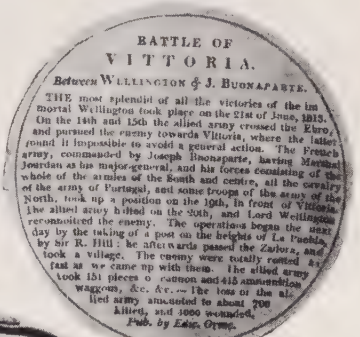 BATTLE OF
VITTORIA.
Between WELLINGTON & J. BUONAPARTE.
THE most splendid of all the victories of the im
mortal Wellington took place on the 21st of June, 1813.
On the 14th and 15th the allied army crossed the Ebro,
and pursued the enemy towards Vittoria, where the latter
found it impossible to avoid a general action. The French
army, commanded by Joseph Buonaparte, having Marshal
Jourdan as his major-general, and his forces consisting of the
whole of the armies of the South and centre, all the cavalry
of the army of Portugal, and some troops of the army of the
North, took up a position on the 19th, in front of Vittoria
The allied army halted on the 20th, and Lord Wellington
reconnoitred the enemy. The operations began the next
day by the taking of a post on the heights of La Puebla,
by Sir R. Hill: he afterwards passed the Zadora, and
took a village. The enemy were totally routed as
fast as we came up with them. The allied army
took 151 pieces o cannon and 415 ammunition
waggons, &c. &c. — The loss of the al-
lied army amounted to about 700
killed, and 4000 wounded.
Pub. by Edw. Orme.